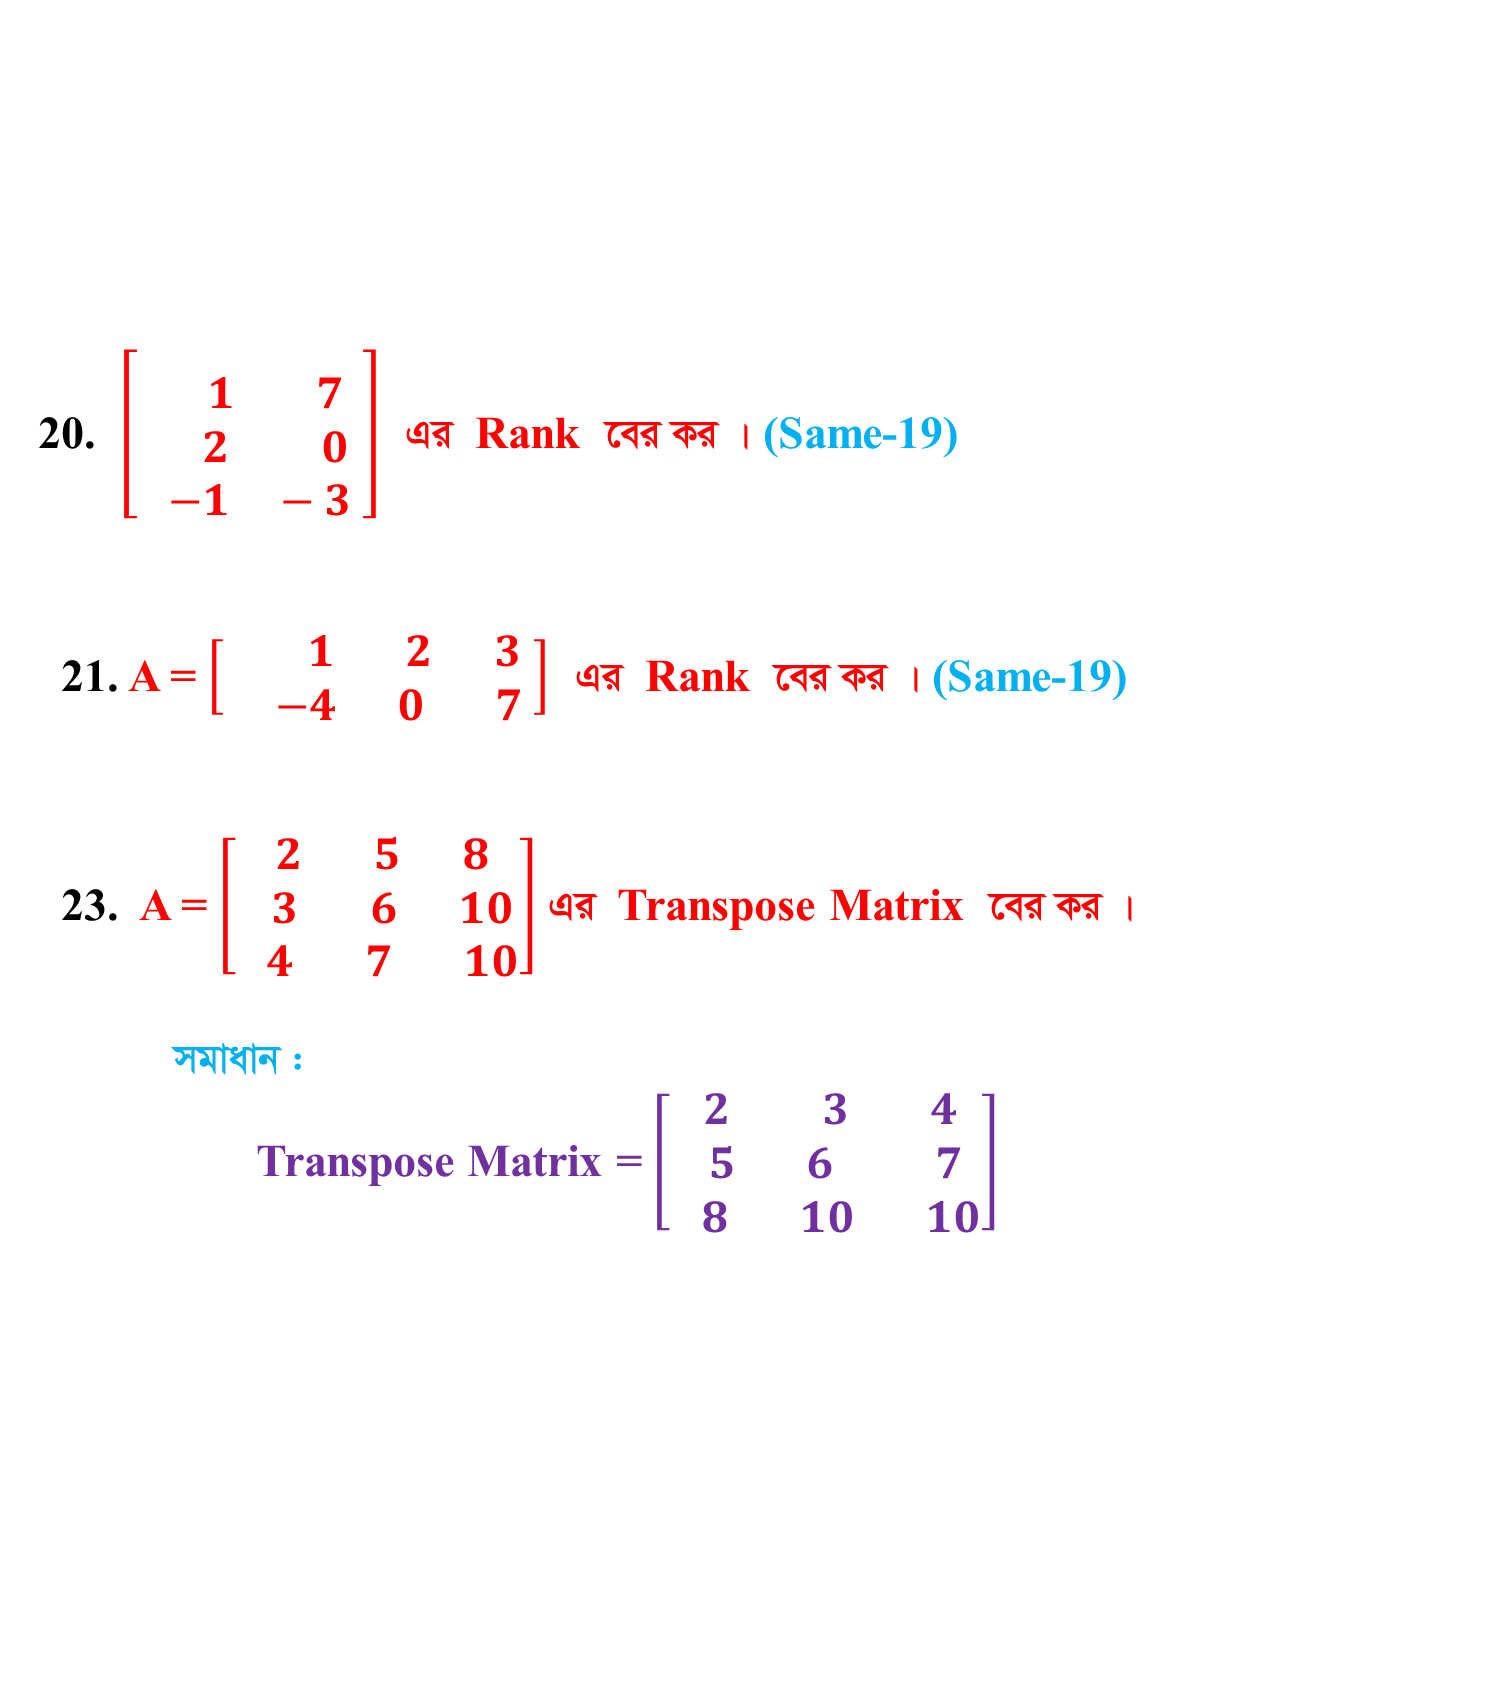 1 7
20. 2 0 এর Rank বের কর । (Same-19)
−1 − 3
1 2 3
21. A = −4 0 7 এর Rank বের কর । (Same-19)
2 5 8
23. A = 3 6 10 এর Transpose Matrix বের কর ।
4 7 10
সমাধান :
2 3 4
Transpose Matrix = 5 6 7
8 10 10